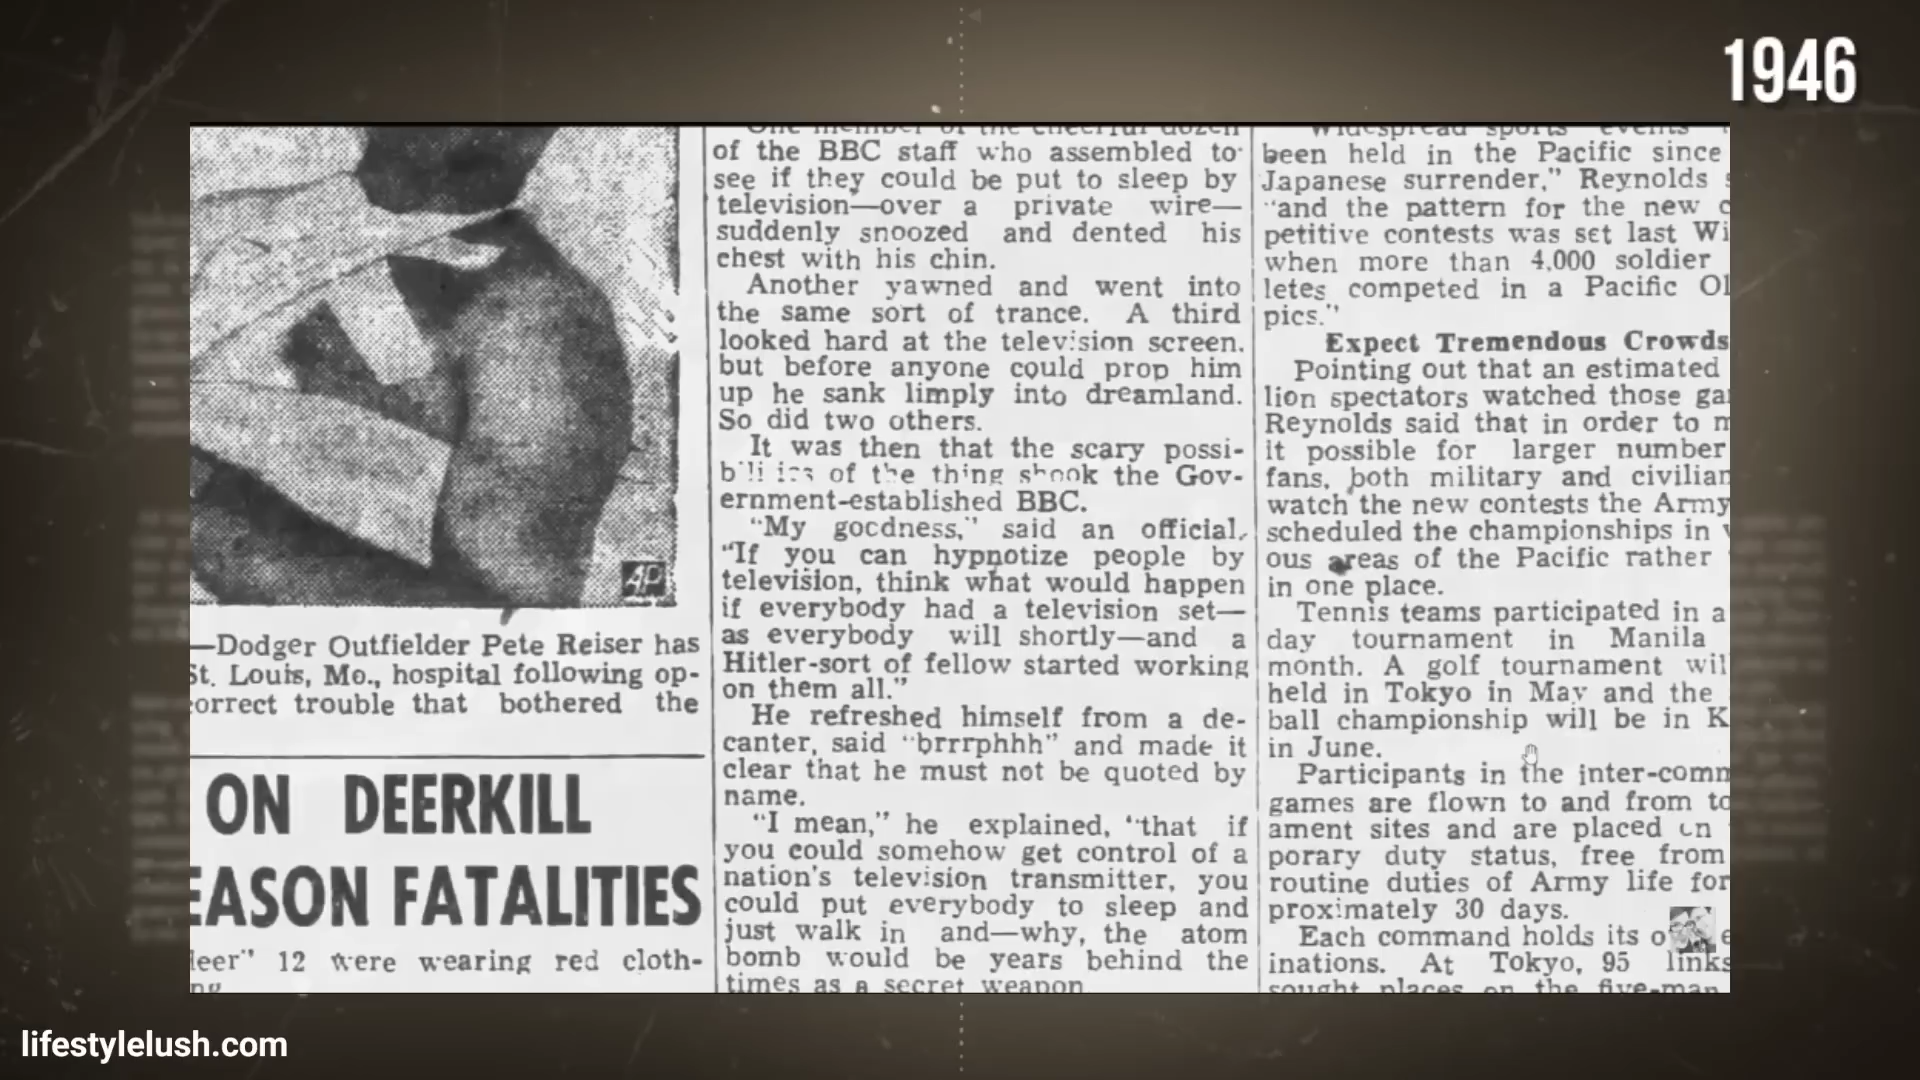 1946
AP
—Dodger Outfielder Pete Reiser has
St. Louis, Mo., hospital following op-
correct trouble that bothered the
ON DEERKILL
EASON FATALITIES
deer" 12 were wearing red cloth-
ng
One member of the cheerful dozen
of the BBC staff who assembled to
see if they could be put to sleep by
television—over a private wire—
suddenly snoozed and dented his
chest with his chin.
Another yawned and went into
the same sort of trance. A third
looked hard at the television screen,
but before anyone could prop him
up he sank limply into dreamland.
So did two others.
It was then that the scary possi-
bilities of the thing shook the Gov-
ernment-established BBC.
"My gocdness," said an official,
"If you can hypnotize people by
television, think what would happen
if everybody had a television set—
as everybody will shortly—and a
Hitler-sort of fellow started working
on them all."
He refreshed himself from a de-
canter, said "brrrphhh" and made it
clear that he must not be quoted by
name.
"I mean," he explained, "that if
you could somehow get control of a
nation's television transmitter, you
could put everybody to sleep and
just walk in and—why, the atom
bomb would be years behind the
times as a secret weapon
Widespread sports events
been held in the Pacific since
Japanese surrender," Reynolds s
"and the pattern for the new c
petitive contests was set last Wi
when more than 4,000 soldier
letes competed in a Pacific Ol
pics."
Expect Tremendous Crowds
Pointing out that an estimated
lion spectators watched those ga
Reynolds said that in order to m
it possible for larger number
fans, both military and civilian
watch the new contests the Army
scheduled the championships in v
ous areas of the Pacific rather
in one place.
Tennis teams participated in a
day tournament in Manila
month. A golf tournament wil
held in Tokyo in May and the
ball championship will be in K
in June.
Participants in the inter-comm
games are flown to and from to
ament sites and are placed on
porary duty status, free from
routine duties of Army life for
proximately 30 days.
Each command holds its o
inations. At Tokyo, 95 links
sought places on the five-man
lifestylelush.com